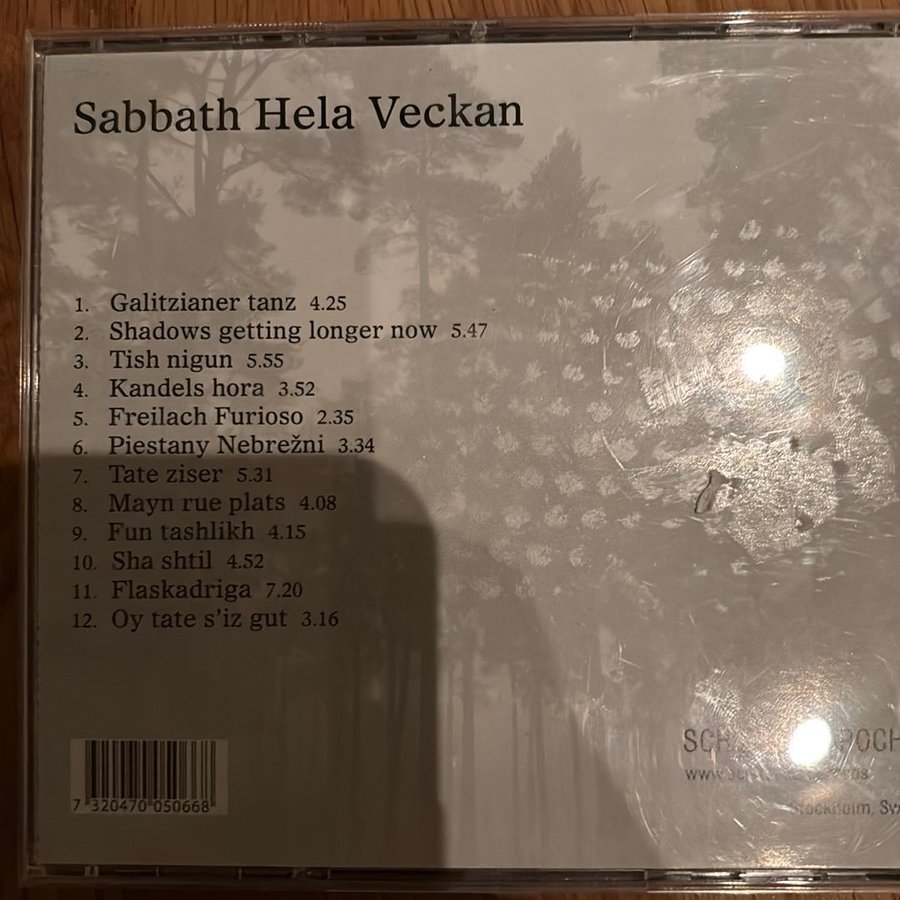 Sabbath Hela Veckan
1. Galitzianer tanz 4.25
2. Shadows getting longer now 5.47
3. Tish nigun 5.55
4. Kandels hora 3.52
5. Freilach Furioso 2.35
6. Piestany Nebrežni 3.34
7. Tate ziser 5.31
8. Mayn rue plats 4.08
9. Fun tashlikh 4.15
10. Sha shtil 4.52
11. Flaskadriga 7.20
12. Oy tate s'iz gut 3.16
7 320470 050668
Stockholm,